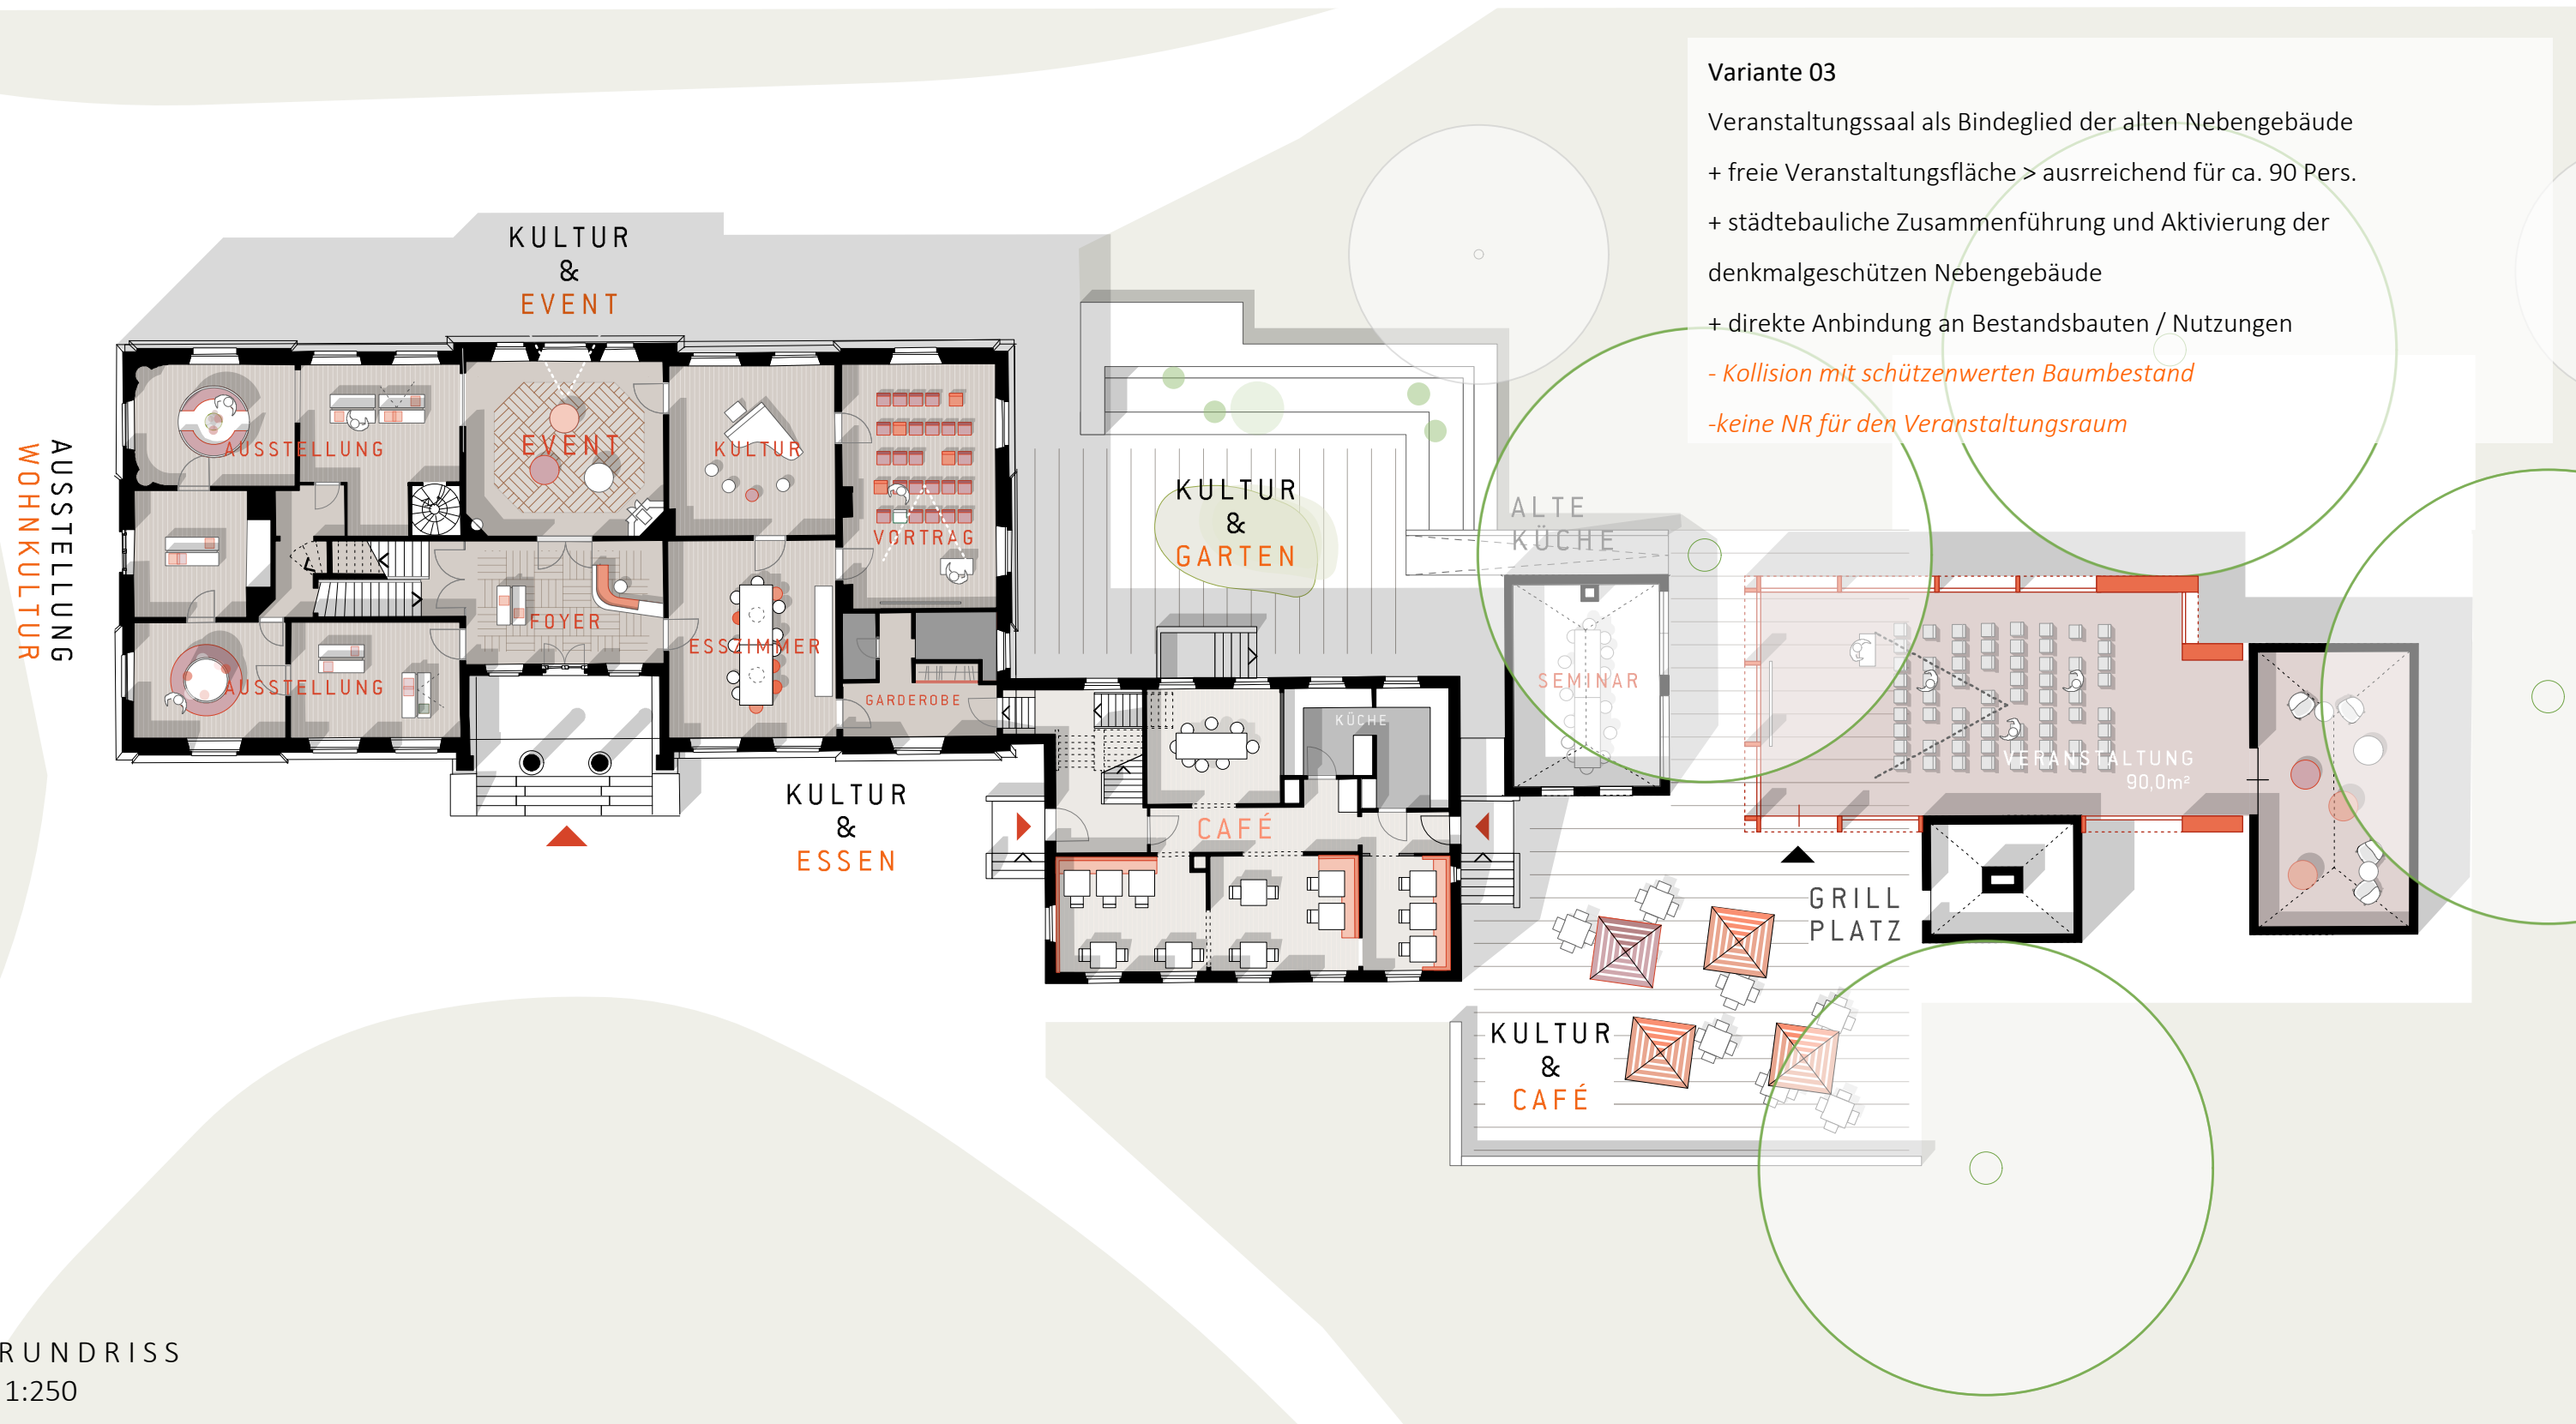 Variante 03
Veranstaltungssaal als Bindeglied der alten Nebengebäude
+ freie Veranstaltungsfläche > ausrreichend für ca. 90 Pers.
+ städtebauliche Zusammenführung und Aktivierung der
denkmalgeschützen Nebengebäude
+ direkte Anbindung an Bestandsbauten / Nutzungen
- Kollision mit schützenwerten Baumbestand
-keine NR für den Veranstaltungsraum
KULTUR
&
EVENT
AUSSTELLUNG
WOHNKULTUR
AUSSTELLUNG
EVENT
KULTUR
VORTRAG
FOYER
ESSZIMMER
AUSSTELLUNG
GARDEROBE
KULTUR
&
GARTEN
ALTE
KÜCHE
SEMINAR
KÜCHE
CAFÉ
VERANSTALTUNG
90,0m²
KULTUR
&
ESSEN
GRILL
PLATZ
KULTUR
&
CAFÉ
RUNDRISS
1:250